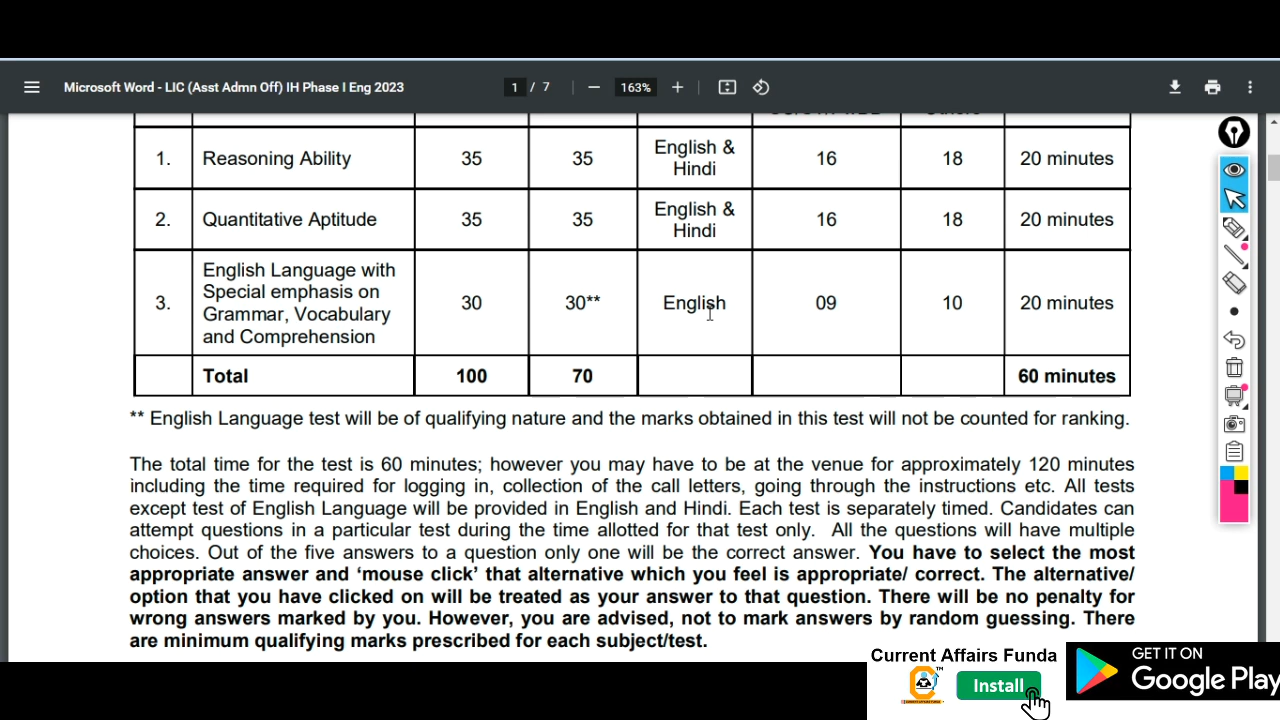 Microsoft Word - LIC (Asst Admn Off) IH Phase I Eng 2023
1 / 7
163%
1. Reasoning Ability 35 35 English & Hindi 16 18 20 minutes
2. Quantitative Aptitude 35 35 English & Hindi 16 18 20 minutes
3. English Language with Special emphasis on Grammar, Vocabulary and Comprehension 30 30** English 09 10 20 minutes
Total 100 70 60 minutes
** English Language test will be of qualifying nature and the marks obtained in this test will not be counted for ranking.
The total time for the test is 60 minutes; however you may have to be at the venue for approximately 120 minutes
including the time required for logging in, collection of the call letters, going through the instructions etc. All tests
except test of English Language will be provided in English and Hindi. Each test is separately timed. Candidates can
attempt questions in a particular test during the time allotted for that test only. All the questions will have multiple
choices. Out of the five answers to a question only one will be the correct answer. You have to select the most
appropriate answer and ‘mouse click’ that alternative which you feel is appropriate/ correct. The alternative/
option that you have clicked on will be treated as your answer to that question. There will be no penalty for
wrong answers marked by you. However, you are advised, not to mark answers by random guessing. There
are minimum qualifying marks prescribed for each subject/test.
Current Affairs Funda
Install
GET IT ON
Google Play